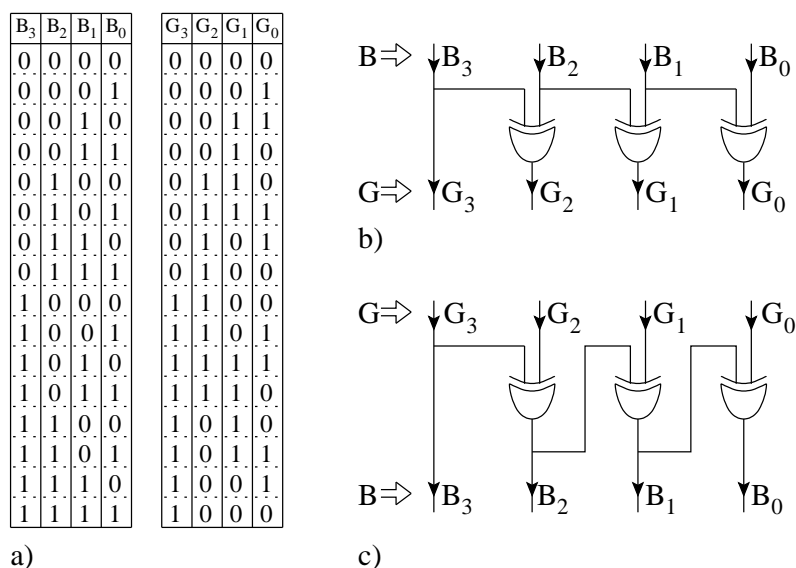 B₃ B₂ B₁ B₀ G₃ G₂ G₁ G₀
0 0 0 0 0 0 0 0
0 0 0 1 0 0 0 1
0 0 1 0 0 0 1 1
0 0 1 1 0 0 1 0
0 1 0 0 0 1 1 0
0 1 0 1 0 1 1 1
0 1 1 0 0 1 0 1
0 1 1 1 0 1 0 0
1 0 0 0 1 1 0 0
1 0 0 1 1 1 0 1
1 0 1 0 1 1 1 1
1 0 1 1 1 1 1 0
1 1 0 0 1 0 1 0
1 1 0 1 1 0 1 1
1 1 1 0 1 0 0 1
1 1 1 1 1 0 0 0
a)
B B₃ B₂ B₁ B₀
G G₃ G₂ G₁ G₀
b)
G G₃ G₂ G₁ G₀
B B₃ B₂ B₁ B₀
c)